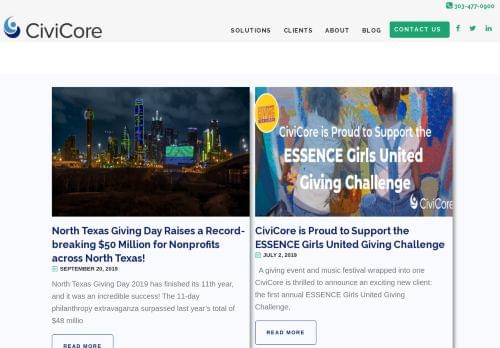 303-477-0900
CiviCore
SOLUTIONS
CLIENTS
ABOUT
BLOG
CONTACT US
North Texas Giving Day Raises a Record-
breaking $50 Million for Nonprofits
across North Texas!
SEPTEMBER 20, 2019
North Texas Giving Day 2019 has finished its 11th year,
and it was an incredible success! The 11-day
philanthropy extravaganza surpassed last year's total of
$48 millio
READ MORE
CiviCore is Proud to Support the
ESSENCE Girls United
Giving Challenge
CiviCore
CiviCore is Proud to Support the
ESSENCE Girls United Giving Challenge
JULY 2, 2019
A giving event and music festival wrapped into one
CiviCore is thrilled to announce an exciting new client:
the first annual ESSENCE Girls United Giving
Challenge,
READ MORE